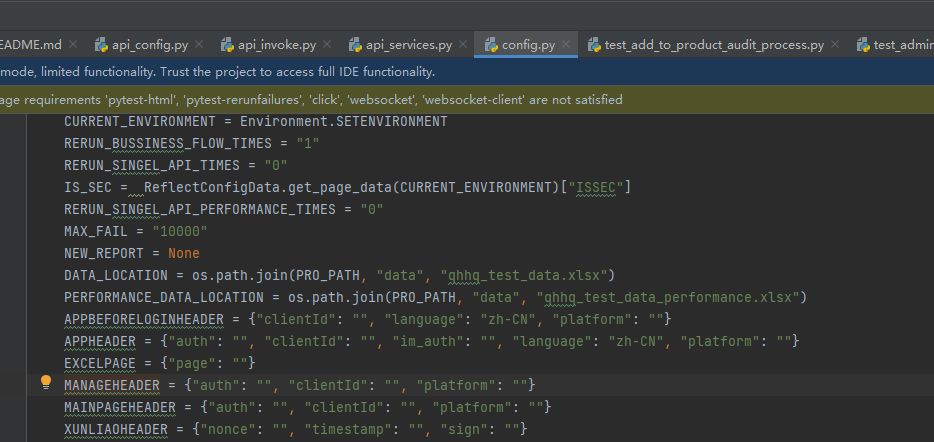 EADME.md api_config.py api_invoke.py api_services.py config.py test_add_to_product_audit_process.py test_admin
mode, limited functionality. Trust the project to access full IDE functionality.
age requirements 'pytest-html', 'pytest-rerunfailures', 'click', 'websocket', 'websocket-client' are not satisfied
CURRENT_ENVIRONMENT = Environment.SETENVIRONMENT
RERUN_BUSSINESS_FLOW_TIMES = "1"
RERUN_SINGEL_API_TIMES = "0"
IS_SEC = _ReflectConfigData.get_page_data(CURRENT_ENVIRONMENT)["ISSEC"]
RERUN_SINGEL_API_PERFORMANCE_TIMES = "0"
MAX_FAIL = "10000"
NEW_REPORT = None
DATA_LOCATION = os.path.join(PRO_PATH, "data", "qhhq_test_data.xlsx")
PERFORMANCE_DATA_LOCATION = os.path.join(PRO_PATH, "data", "qhhq_test_data_performance.xlsx")
APPBEFORELOGINHEADER = {"clientId": "", "language": "zh-CN", "platform": ""}
APPHEADER = {"auth": "", "clientId": "", "im_auth": "", "language": "zh-CN", "platform": ""}
EXCELPAGE = {"page": ""}
MANAGEHEADER = {"auth": "", "clientId": "", "platform": ""}
MAINPAGEHEADER = {"auth": "", "clientId": "", "platform": ""}
XUNLIAOHEADER = {"nonce": "", "timestamp": "", "sign": ""}